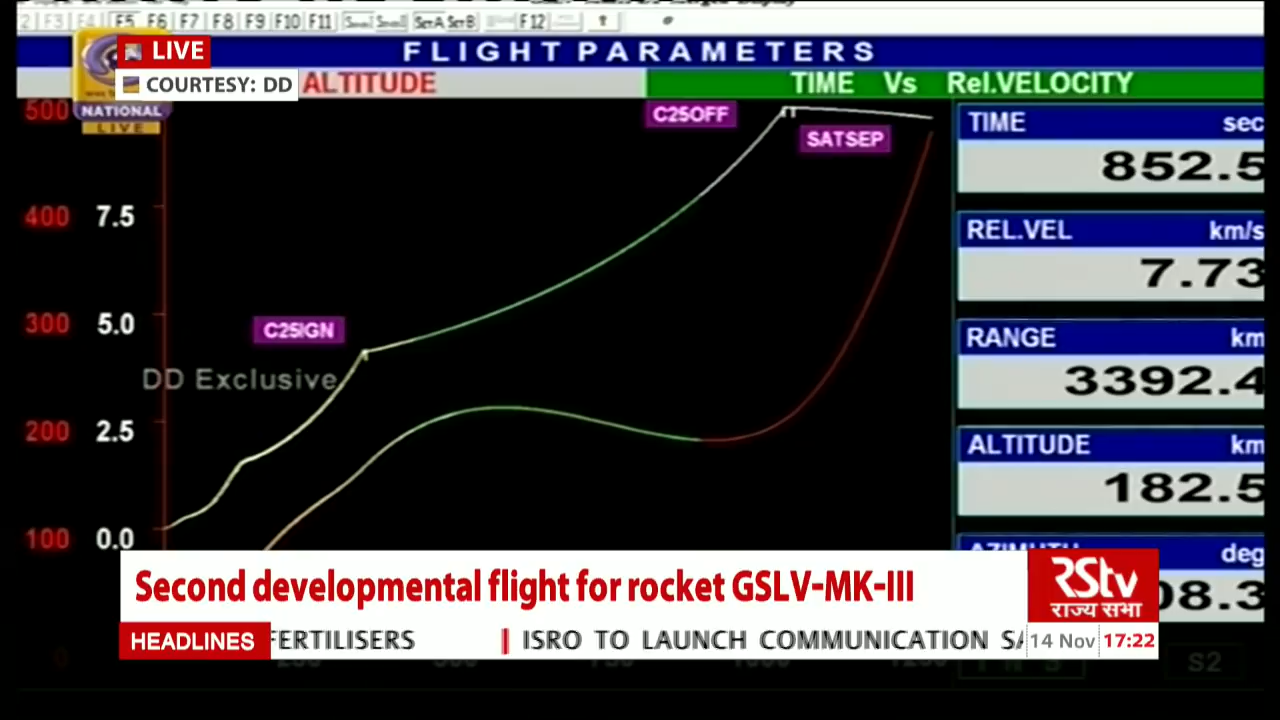 F5 F6 F7 F8 F9 F10 F11 SerA SerB F12
FLIGHT PARAMETERS
LIVE
COURTESY: DD
ALTITUDE
TIME Vs Rel.VELOCITY
NATIONAL
LIVE
500
400 7.5
300 5.0
200 2.5
100 0.0
C25OFF
SATSEP
C25IGN
DD Exclusive
TIME sec
852.5
REL.VEL km/s
7.73
RANGE km
3392.4
ALTITUDE km
182.5
AZIMUTH deg
08.3
Second developmental flight for rocket GSLV-MK-III
RStv
राज्य सभा
HEADLINES FERTILISERS | ISRO TO LAUNCH COMMUNICATION SA
14 Nov 17:22
S2